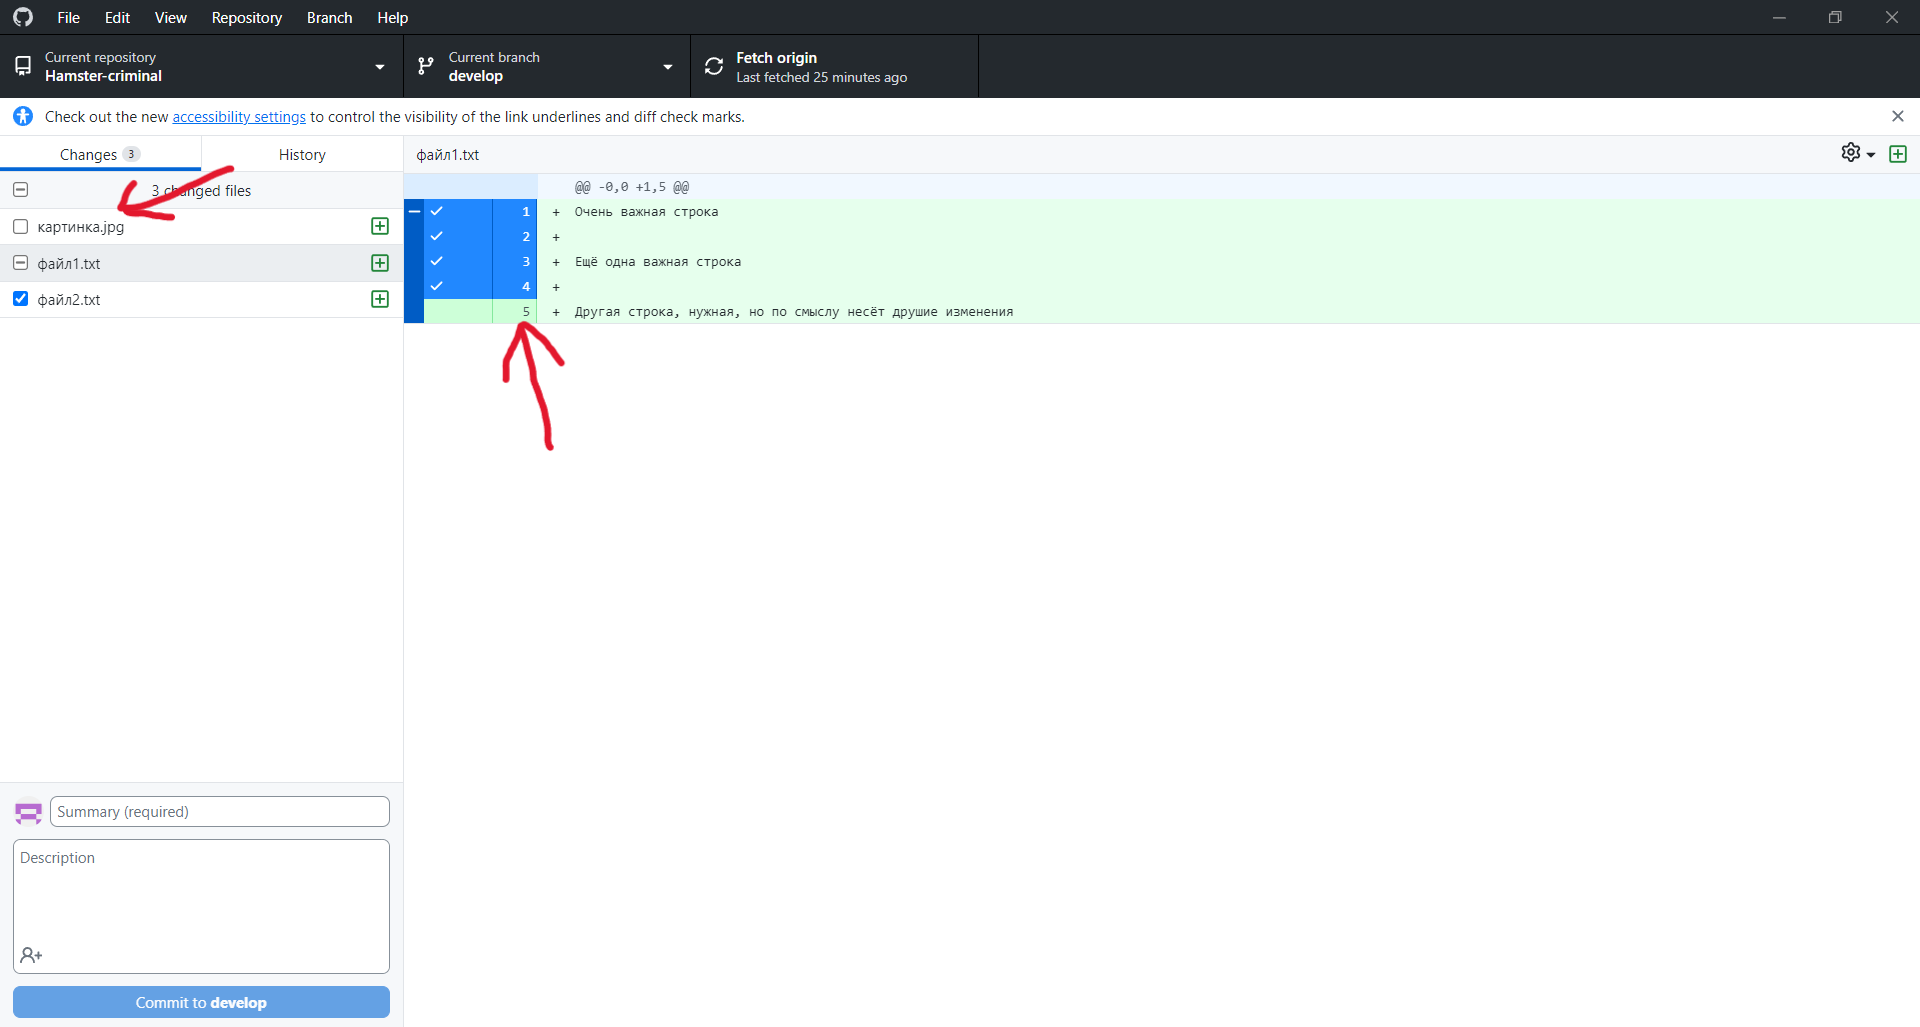 File Edit View Repository Branch Help
Current repository
Hamster-criminal
Current branch
develop
Fetch origin
Last fetched 25 minutes ago
Check out the new accessibility settings to control the visibility of the link underlines and diff check marks.
Changes 3
History
3 changed files
картинка.jpg
файл1.txt
файл2.txt
файл1.txt
@@ -0,0 +1,5 @@
1 + Очень важная строка
2 +
3 + Ещё одна важная строка
4 +
5 + Другая строка, нужная, но по смыслу несёт друшие изменения
Summary (required)
Description
Commit to develop